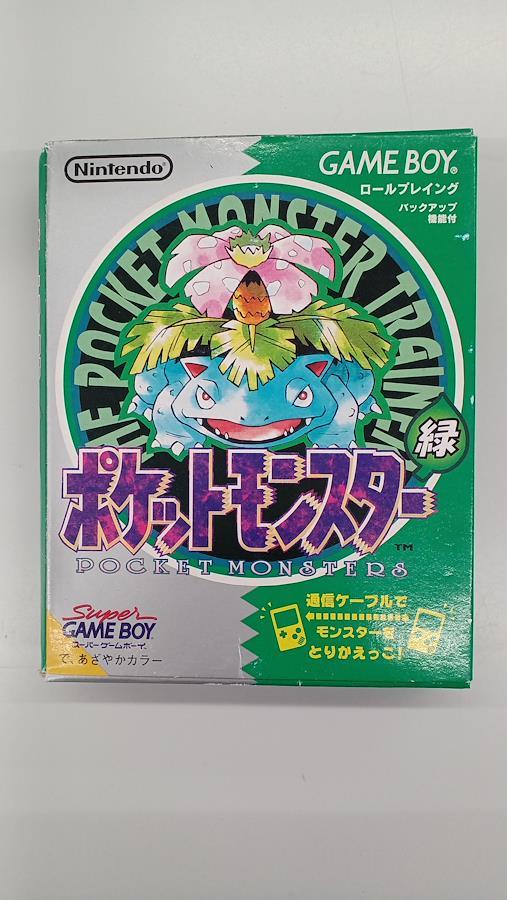 Nintendo
GAME BOY
ロールプレイング
バックアップ
機能付
POCKET MONSTER TRAINE
緑
ポケットモンスター
TM
POCKET MONSTERS
Super
GAME BOY
スーパーゲームボーイ
で、あざやかカラー
通信ケーブルで
モンスターを
とりかえっこ!